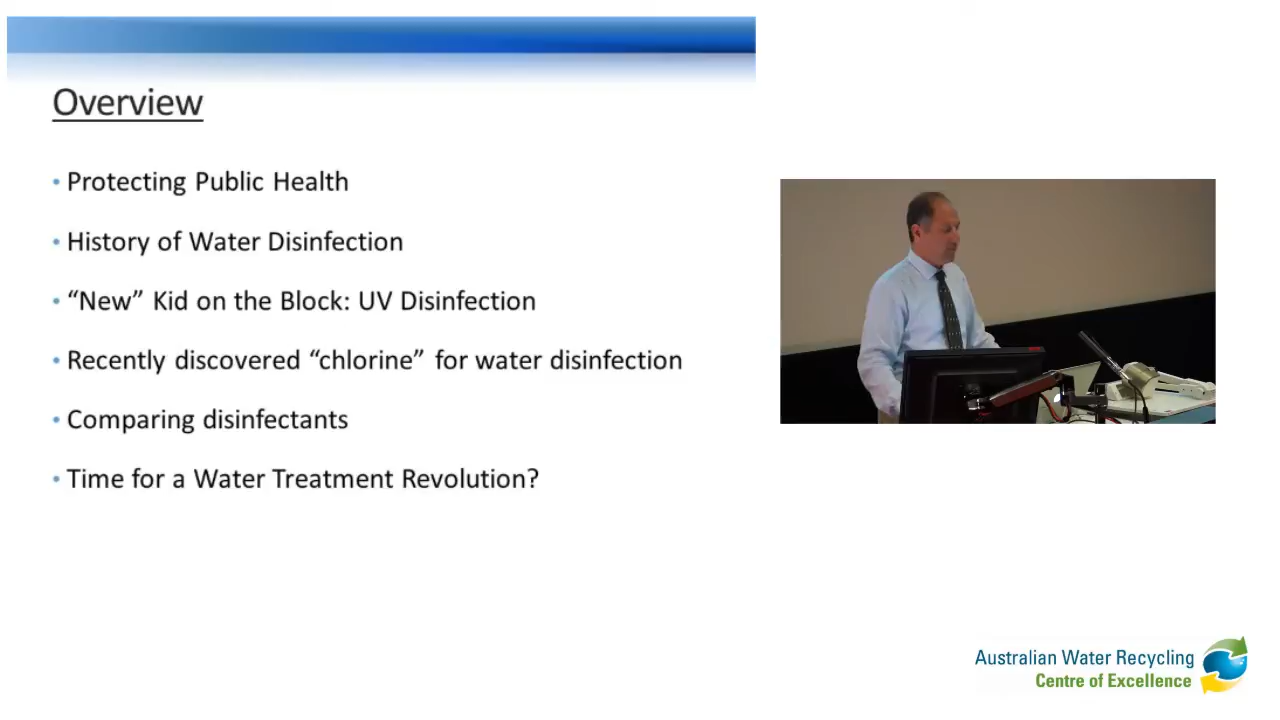 Overview
• Protecting Public Health
• History of Water Disinfection
• “New” Kid on the Block: UV Disinfection
• Recently discovered “chlorine” for water disinfection
• Comparing disinfectants
• Time for a Water Treatment Revolution?
Australian Water Recycling
Centre of Excellence